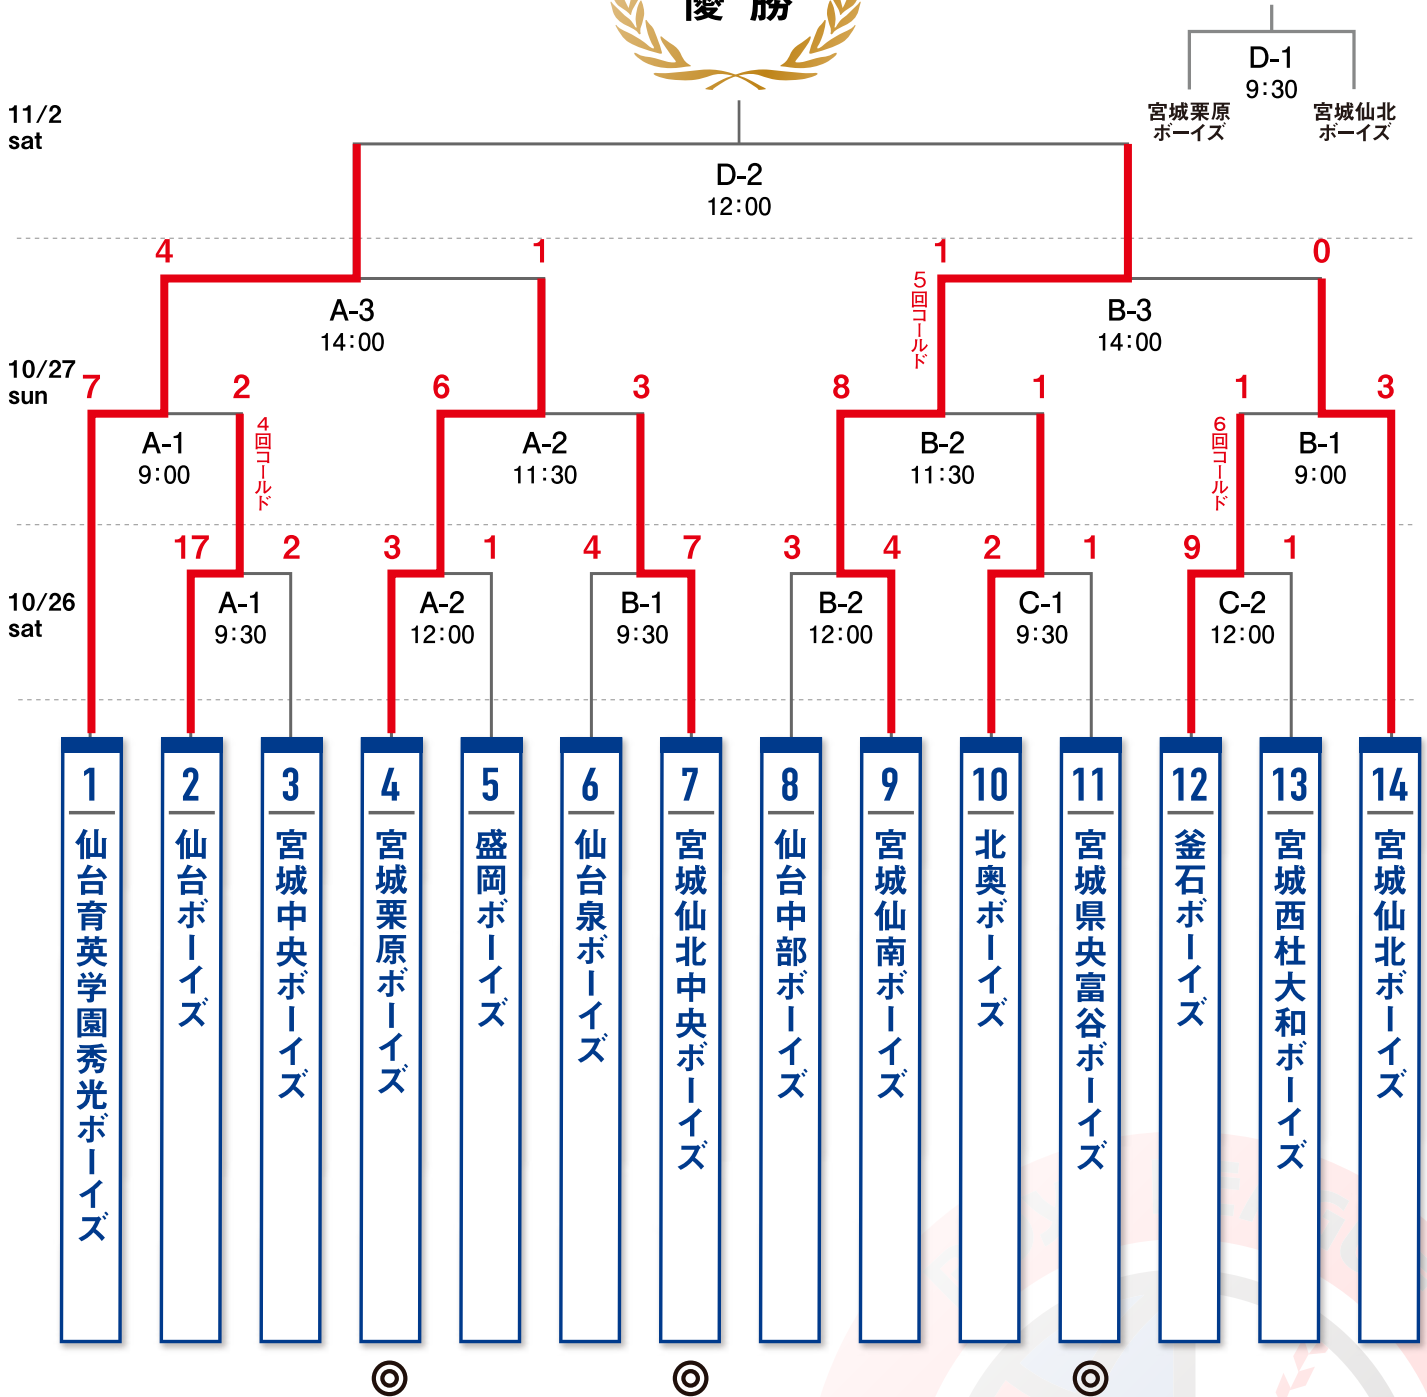 優勝
D-1
9:30
宮城栗原
ボーイズ
宮城仙北
ボーイズ
11/2
sat
D-2
12:00
4
1
1
0
5回コールド
A-3
14:00
B-3
14:00
10/27
sun
7
2
6
3
8
1
1
3
4回コールド
6回コールド
A-1
9:00
A-2
11:30
B-2
11:30
B-1
9:00
17
2
3
1
4
7
3
4
2
1
9
1
10/26
sat
A-1
9:30
A-2
12:00
B-1
9:30
B-2
12:00
C-1
9:30
C-2
12:00
1
仙台育英学園秀光ボーイズ
2
仙台ボーイズ
3
宮城中央ボーイズ
4
宮城栗原ボーイズ
5
盛岡ボーイズ
6
仙台泉ボーイズ
7
宮城仙北中央ボーイズ
8
仙台中部ボーイズ
9
宮城仙南ボーイズ
10
北奥ボーイズ
11
宮城県央富谷ボーイズ
12
釜石ボーイズ
13
宮城西杜大和ボーイズ
14
宮城仙北ボーイズ
◎
◎
◎